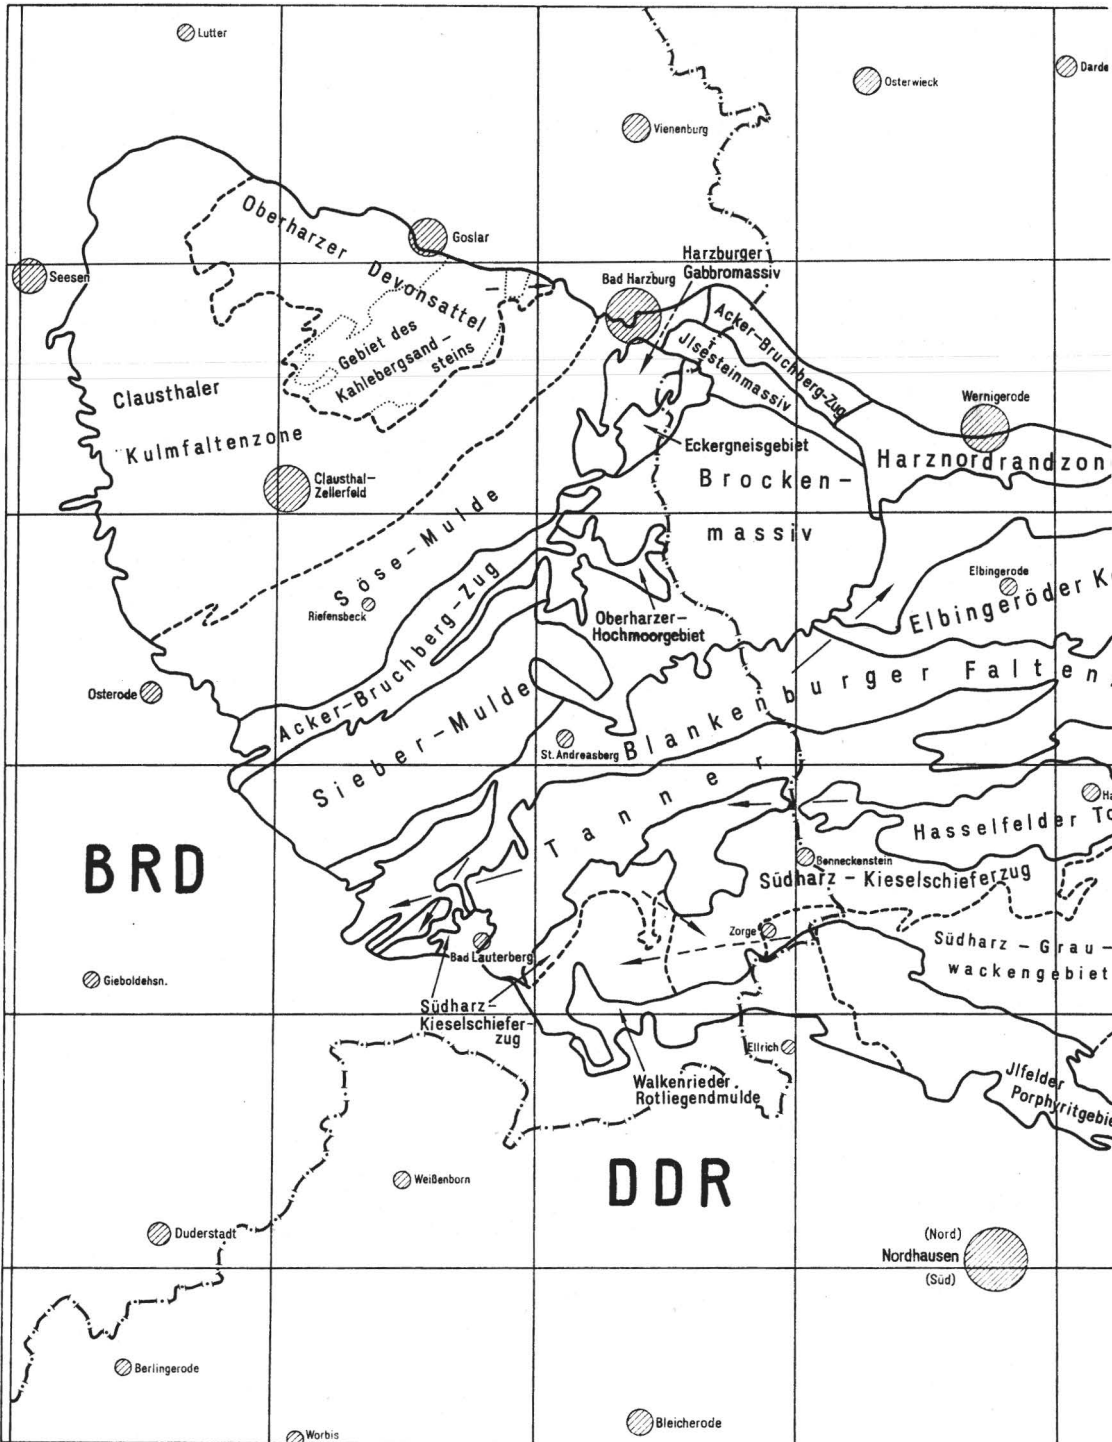 Lutter
Osterwieck
Darde
Vienenburg
Goslar
Seesen
Oberharzer
Devonsattel
Gebiet des
Kahlebergsand-
steins
Harzburger
Gabbromassiv
Bad Harzburg
Acker-Bruchberg-Zug
Jlsesteinmassiv
Wernigerode
Clausthaler
Kulmfaltenzone
Clausthal-
Zellerfeld
Eckergneisgebiet
Harznordrandzon
Brocken-
massiv
Söse-Mulde
Riefensbeck
Acker-Bruchberg-Zug
Oberharzer-
Hochmoorgebiet
Elbingerode
Elbingeröder K
Osterode
Sieber-Mulde
St. Andreasberg
Blankenburger Falten
Tanner
Ha
Hasselfelder To
Benneckenstein
Südharz-Kieselschieferzug
BRD
Zorge
Südharz-Grau-
wackengebiet
Bad Lauterberg
Gieboldehsn.
Südharz-
Kieselschiefer-
zug
Ellrich
Walkenrieder
Rotliegendmulde
Jlfelder
Porphyritgebie
DDR
Weißenborn
Duderstadt
(Nord)
Nordhausen
(Süd)
Berlingerode
Bleicherode
Worbis